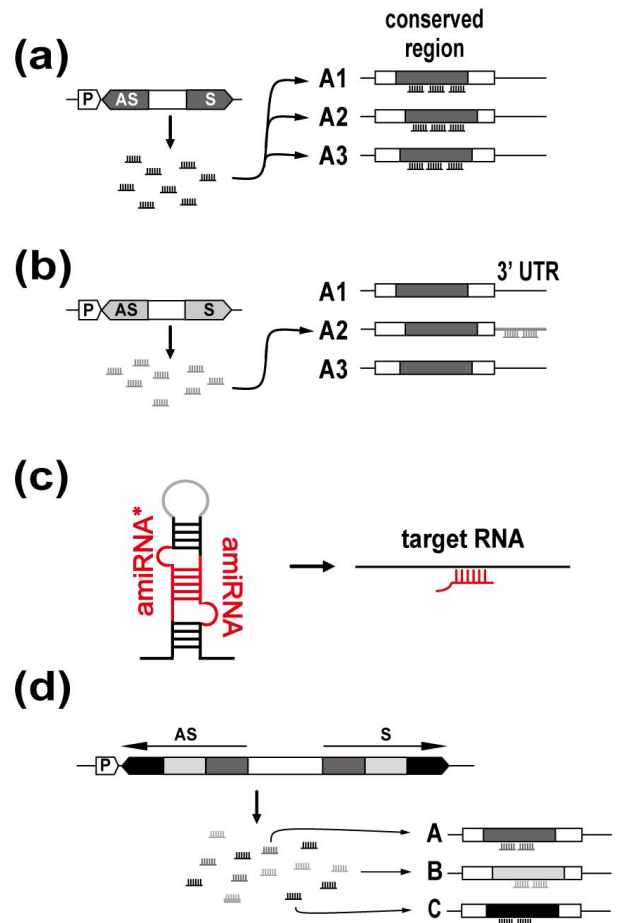 (a)
conserved
region
P AS S
A1
A2
A3
(b)
3' UTR
P AS S
A1
A2
A3
(c)
amiRNA*
amiRNA
target RNA
(d)
AS S
P
A
B
C